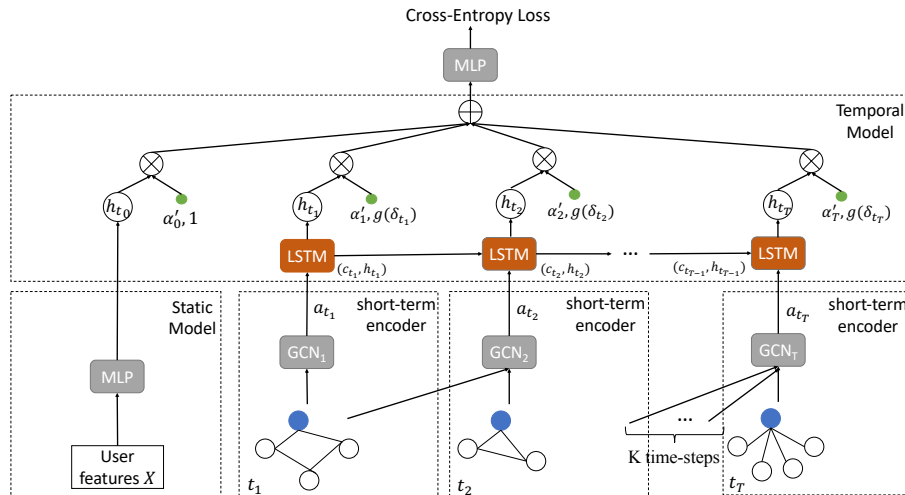 Cross-Entropy Loss
MLP
Temporal
Model
h_{t_0}
α'_0, 1
h_{t_1}
α'_1, g(δ_{t_1})
h_{t_2}
α'_2, g(δ_{t_2})
h_{t_T}
α'_T, g(δ_{t_T})
LSTM
(c_{t_1}, h_{t_1})
LSTM
(c_{t_2}, h_{t_2})
...
(c_{t_{T-1}}, h_{t_{T-1}})
LSTM
Static
Model
a_{t_1}
short-term
encoder
a_{t_2}
short-term
encoder
a_{t_T}
short-term
encoder
MLP
GCN_1
GCN_2
GCN_T
...
K time-steps
User
features X
t_1
t_2
t_T